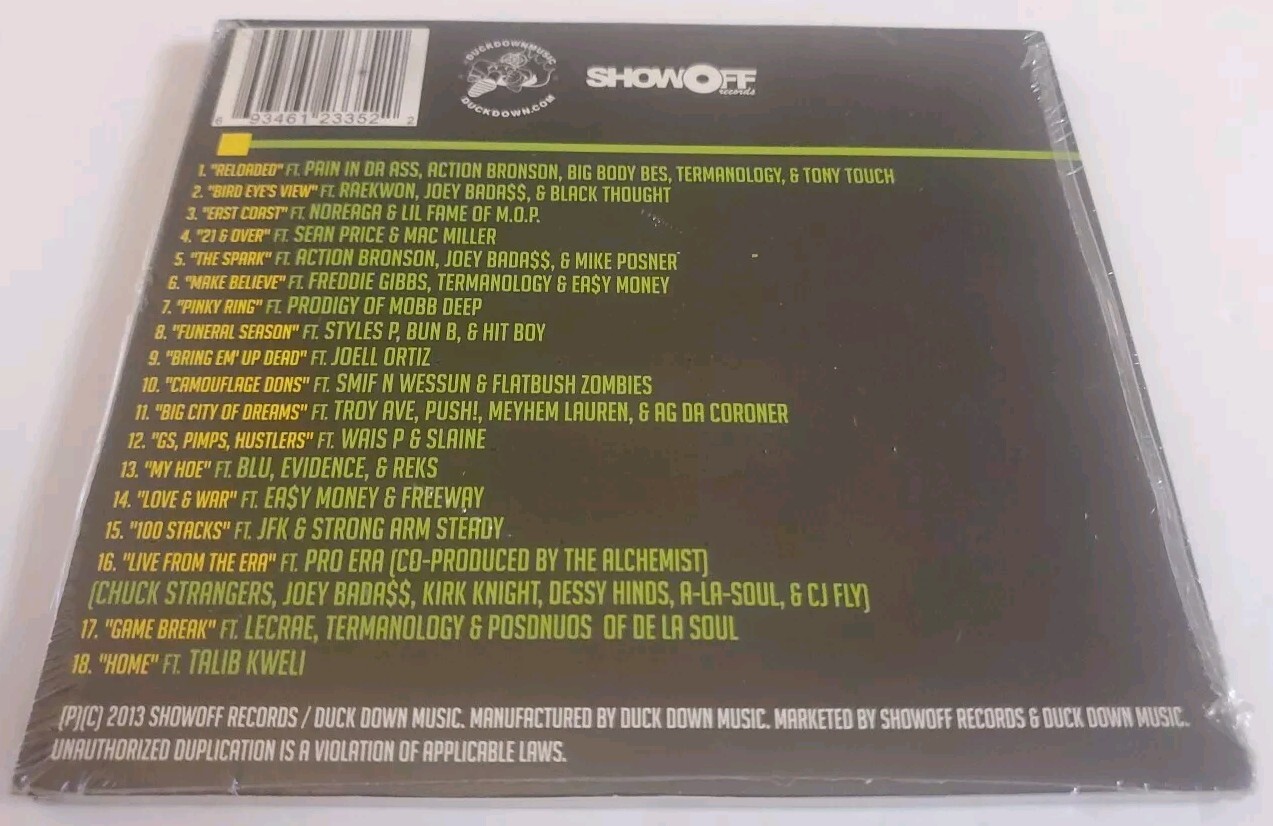 6 93461 23352 2
DUCKDOWNMUSIC
DUCKDOWN.COM
SHOWOFF
records
1. "RELOADED" FT. PAIN IN DA ASS, ACTION BRONSON, BIG BODY BES, TERMANOLOGY, & TONY TOUCH
2. "BIRD EYE'S VIEW" FT. RAEKWON, JOEY BADA$$, & BLACK THOUGHT
3. "EAST COAST" FT. NOREAGA & LIL FAME OF M.O.P.
4. "21 & OVER" FT. SEAN PRICE & MAC MILLER
5. "THE SPARK" FT. ACTION BRONSON, JOEY BADA$$, & MIKE POSNER
6. "MAKE BELIEVE" FT. FREDDIE GIBBS, TERMANOLOGY & EA$Y MONEY
7. "PINKY RING" FT. PRODIGY OF MOBB DEEP
8. "FUNERAL SEASON" FT. STYLES P, BUN B, & HIT BOY
9. "BRING EM' UP DEAD" FT. JOELL ORTIZ
10. "CAMOUFLAGE DONS" FT. SMIF N WESSUN & FLATBUSH ZOMBIES
11. "BIG CITY OF DREAMS" FT. TROY AVE, PUSH!, MEYHEM LAUREN, & AG DA CORONER
12. "GS, PIMPS, HUSTLERS" FT. WAIS P & SLAINE
13. "MY HOE" FT. BLU, EVIDENCE, & REKS
14. "LOVE & WAR" FT. EA$Y MONEY & FREEWAY
15. "100 STACKS" FT. JFK & STRONG ARM STEADY
16. "LIVE FROM THE ERA" FT. PRO ERA (CO-PRODUCED BY THE ALCHEMIST)
(CHUCK STRANGERS, JOEY BADA$$, KIRK KNIGHT, DESSY HINDS, A-LA-SOUL, & CJ FLY)
17. "GAME BREAK" FT. LECRAE, TERMANOLOGY & POSDNUOS OF DE LA SOUL
18. "HOME" FT. TALIB KWELI
(P)(C) 2013 SHOWOFF RECORDS / DUCK DOWN MUSIC. MANUFACTURED BY DUCK DOWN MUSIC. MARKETED BY SHOWOFF RECORDS & DUCK DOWN MUSIC.
UNAUTHORIZED DUPLICATION IS A VIOLATION OF APPLICABLE LAWS.